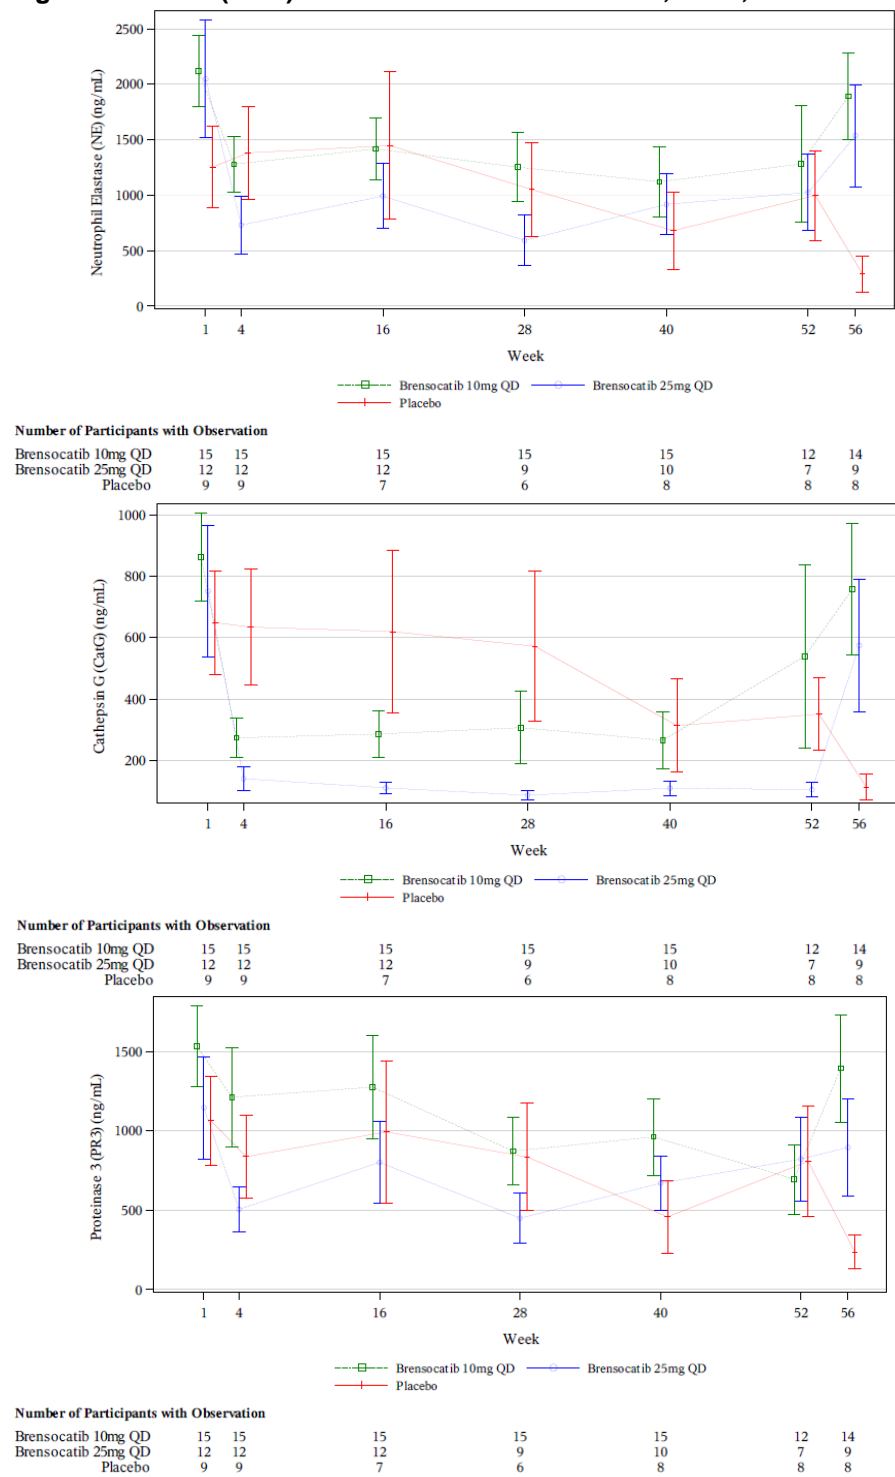 2500
2000
1500
1000
500
0
Neutrophil Elastase (NE) (ng/mL)
1 4 16 28 40 52 56
Week
Brensocatib 10mg QD Brensocatib 25mg QD
Placebo
Number of Participants with Observation
Brensocatib 10mg QD 15 15 15 15 15 12 14
Brensocatib 25mg QD 12 12 12 9 10 7 9
Placebo 9 9 7 6 8 8 8
1000
800
600
400
200
Cathepsin G (CatG) (ng/mL)
1 4 16 28 40 52 56
Week
Brensocatib 10mg QD Brensocatib 25mg QD
Placebo
Number of Participants with Observation
Brensocatib 10mg QD 15 15 15 15 15 12 14
Brensocatib 25mg QD 12 12 12 9 10 7 9
Placebo 9 9 7 6 8 8 8
1500
1000
500
0
Proteinase 3 (PR3) (ng/mL)
1 4 16 28 40 52 56
Week
Brensocatib 10mg QD Brensocatib 25mg QD
Placebo
Number of Participants with Observation
Brensocatib 10mg QD 15 15 15 15 15 12 14
Brensocatib 25mg QD 12 12 12 9 10 7 9
Placebo 9 9 7 6 8 8 8